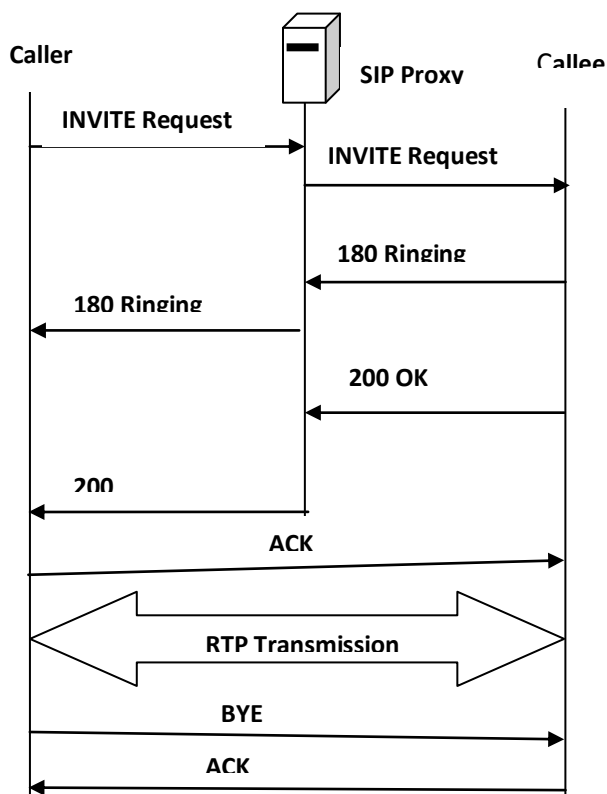 Caller
SIP Proxy
Callee
INVITE Request
INVITE Request
180 Ringing
180 Ringing
200 OK
200
ACK
RTP Transmission
BYE
ACK